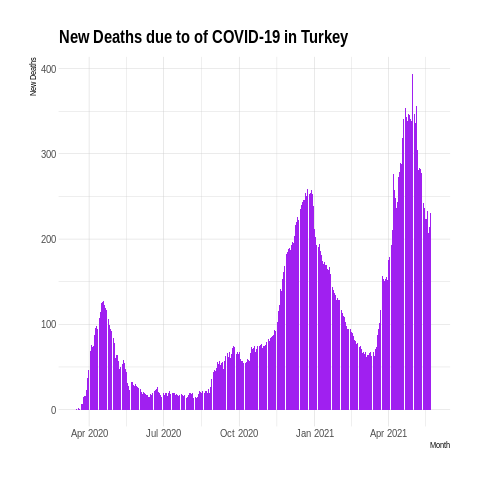 New Deaths due to of COVID-19 in Turkey
New Deaths
400
300
200
100
0
Apr 2020 Jul 2020 Oct 2020 Jan 2021 Apr 2021
Month